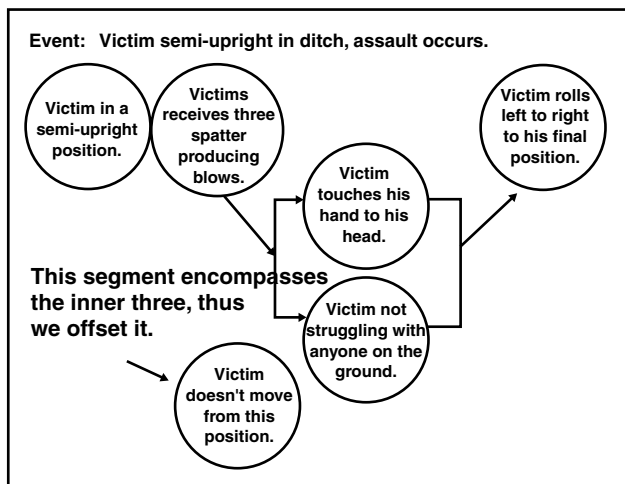 Event: Victim semi-upright in ditch, assault occurs.
Victim in a
semi-upright
position.
Victims
receives three
spatter
producing
blows.
Victim rolls
left to right
to his final
position.
Victim
touches his
hand to his
head.
This segment encompasses
the inner three, thus
we offset it.
Victim not
struggling with
anyone on the
ground.
Victim
doesn't move
from this
position.